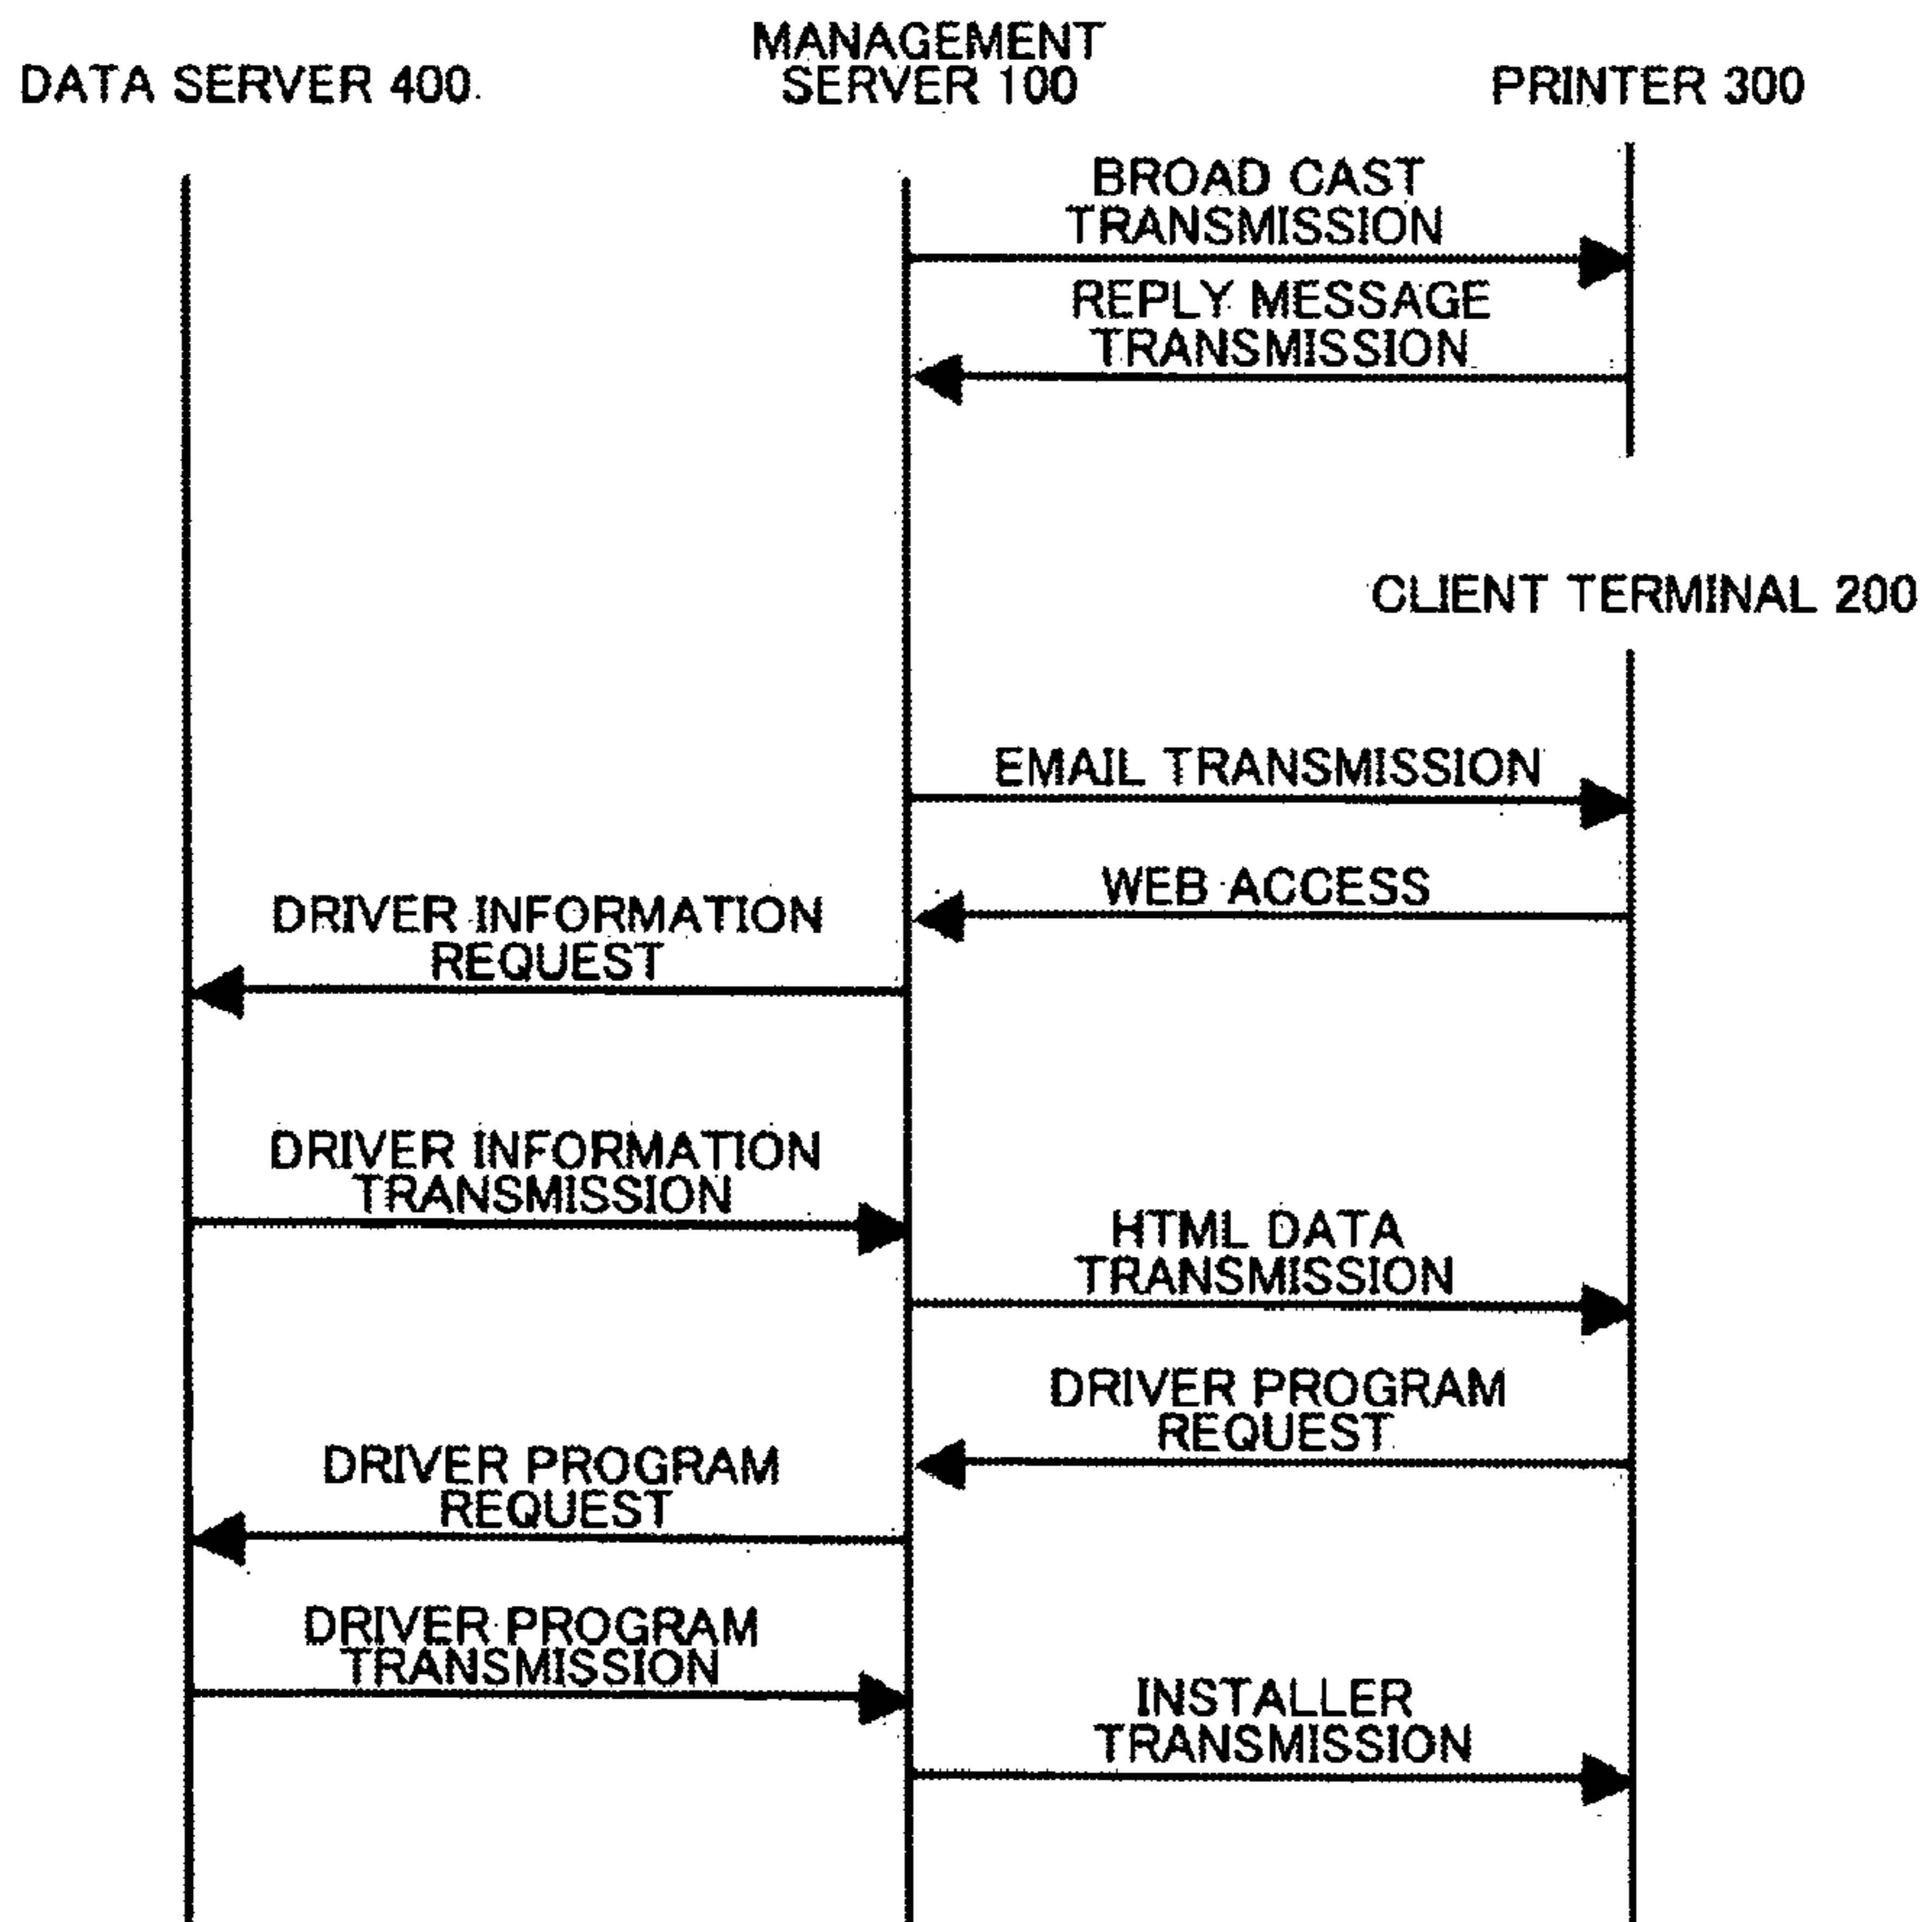 MANAGEMENT
DATA SERVER 400
SERVER 100
PRINTER 300
BROAD CAST
TRANSMISSION
REPLY MESSAGE
TRANSMISSION
CLIENT TERMINAL 200
EMAIL TRANSMISSION
WEB ACCESS
DRIVER INFORMATION
REQUEST
DRIVER INFORMATION
TRANSMISSION
HTML DATA
TRANSMISSION
DRIVER PROGRAM
REQUEST
DRIVER PROGRAM
REQUEST
DRIVER PROGRAM
TRANSMISSION
INSTALLER
TRANSMISSION